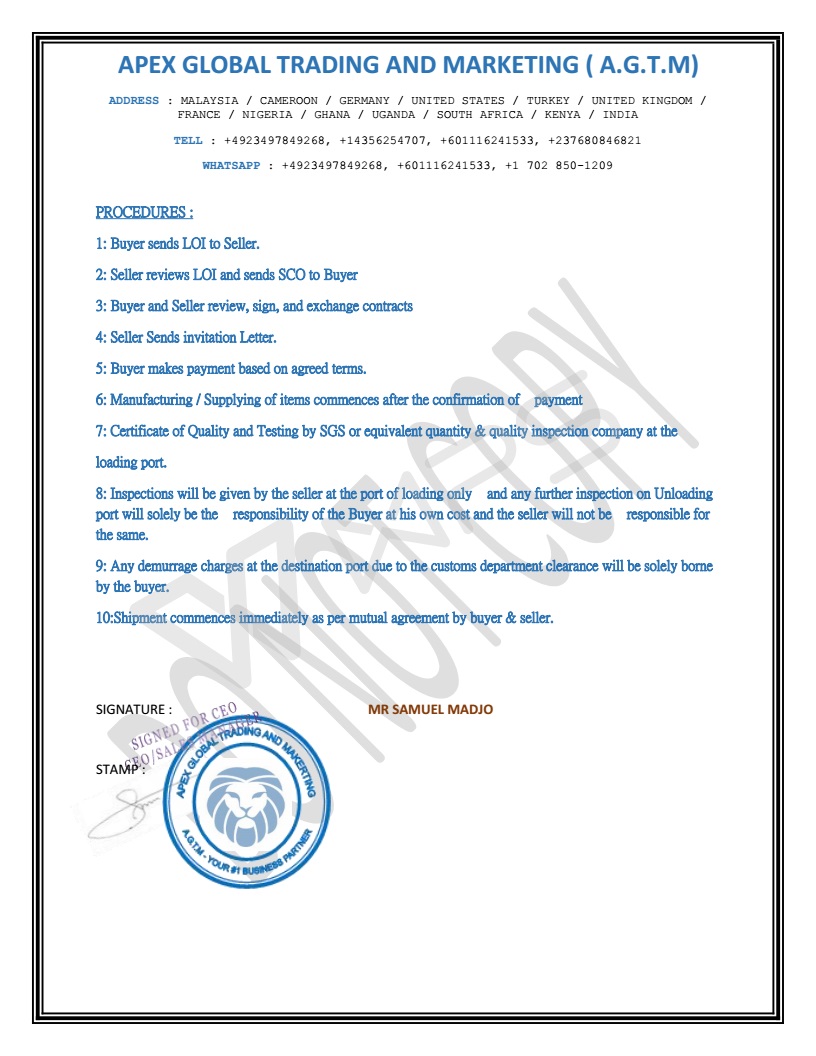 APEX GLOBAL TRADING AND MARKETING ( A.G.T.M)
ADDRESS : MALAYSIA / CAMEROON / GERMANY / UNITED STATES / TURKEY / UNITED KINGDOM /
FRANCE / NIGERIA / GHANA / UGANDA / SOUTH AFRICA / KENYA / INDIA
TELL : +4923497849268, +14356254707, +601116241533, +237680846821
WHATSAPP : +4923497849268, +601116241533, +1 702 850-1209
PROCEDURES :
1: Buyer sends LOI to Seller.
2: Seller reviews LOI and sends SCO to Buyer
3: Buyer and Seller review, sign, and exchange contracts
4: Seller Sends invitation Letter.
5: Buyer makes payment based on agreed terms.
6: Manufacturing / Supplying of items commences after the confirmation of payment
7: Certificate of Quality and Testing by SGS or equivalent quantity & quality inspection company at the
loading port.
8: Inspections will be given by the seller at the port of loading only and any further inspection on Unloading
port will solely be the responsibility of the Buyer at his own cost and the seller will not be responsible for
the same.
9: Any demurrage charges at the destination port due to the customs department clearance will be solely borne
by the buyer.
10:Shipment commences immediately as per mutual agreement by buyer & seller.
DO NOT COPY
SIGNATURE : MR SAMUEL MADJO
SIGNED FOR CEO
CEO/SALES MANAGER
STAMP :
APEX GLOBAL TRADING AND MAKERTING
A.G.T.M - YOUR #1 BUSINESS PARTNER